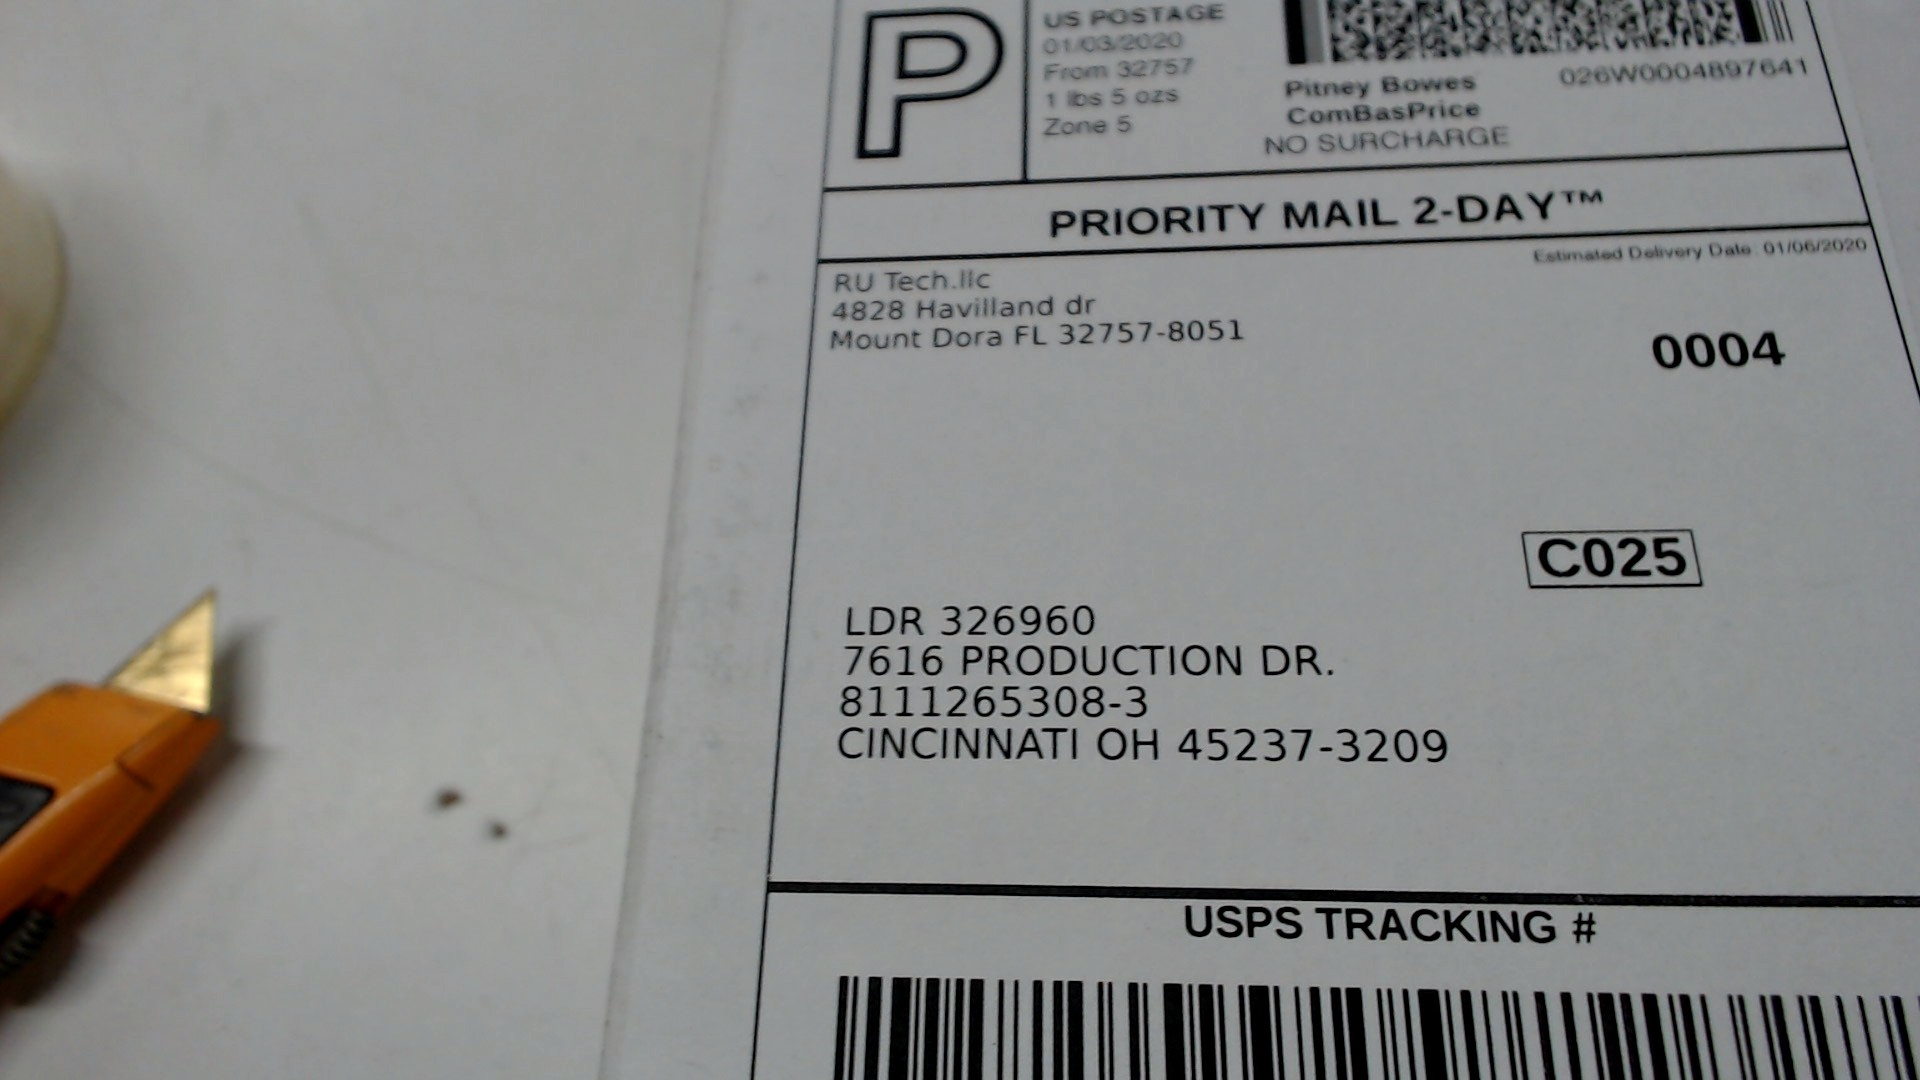 P
US POSTAGE
01/03/2020
From 32757
1 lbs 5 ozs
Zone 5
Pitney Bowes
ComBasPrice
NO SURCHARGE
026W0004897641
PRIORITY MAIL 2-DAY™
Estimated Delivery Date: 01/06/2020
RU Tech.llc
4828 Havilland dr
Mount Dora FL 32757-8051
0004
C025
LDR 326960
7616 PRODUCTION DR.
8111265308-3
CINCINNATI OH 45237-3209
USPS TRACKING #